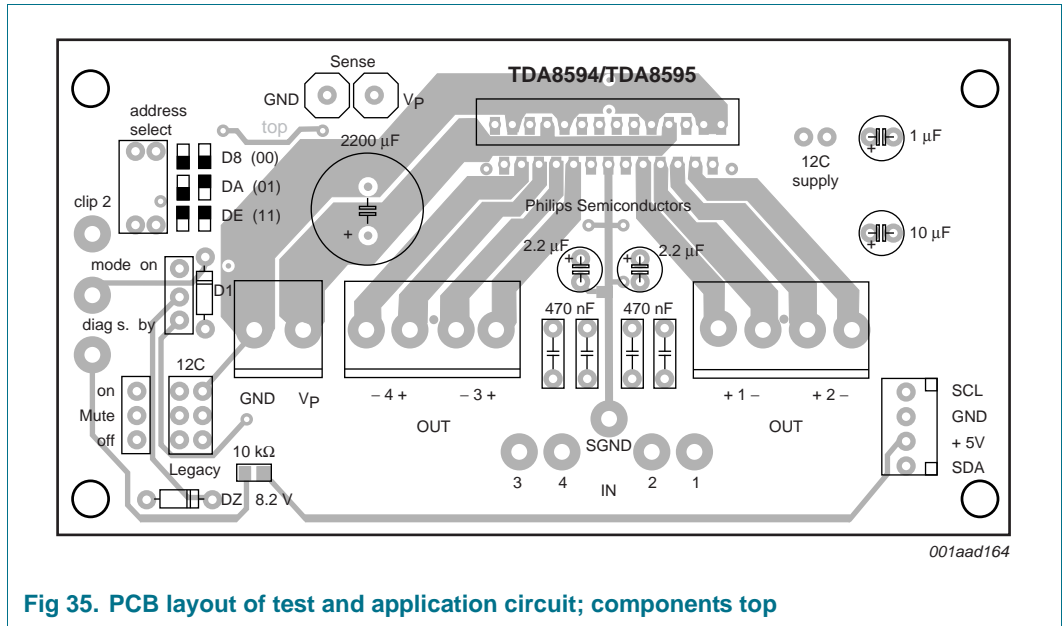 Sense
TDA8594/TDA8595
GND
VP
address
select
top
2200 µF
1 µF
D8 (00)
12C
supply
DA (01)
clip 2
DE (11)
Philips Semiconductors
+
10 µF
2.2 µF
2.2 µF
mode on
D1
diag s. by
470 nF
470 nF
12C
on
Mute
off
GND
VP
– 4 +
– 3 +
+ 1 –
+ 2 –
OUT
OUT
SCL
GND
+ 5V
SDA
SGND
10 kΩ
Legacy
3
4
IN
2
1
DZ 8.2 V
001aad164
Fig 35. PCB layout of test and application circuit; components top